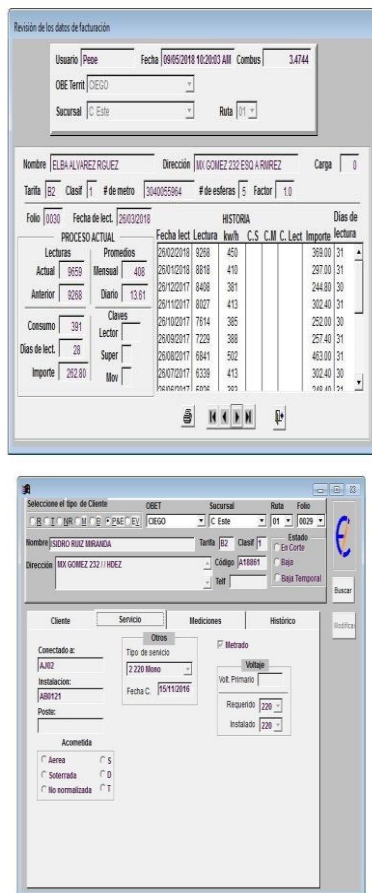 Revisión de los datos de facturación
Usuario Pepe Fecha 09/05/2018 10:20:03 AM Combus 3.4744
OBE Territ CIEGO
Sucursal C Este Ruta 01
Nombre ELBA ALVAREZ RGUEZ Dirección MX GOMEZ 232 ESQ A RMREZ Carga 0
Tarifa B2 Clasif 1 # de metro 3040055964 # de esferas 5 Factor 1.0
Folio 0030 Fecha de lect. 26/03/2018 HISTORIA Dias de
PROCESO ACTUAL Fecha lect Lectura kw/h C.S C.M C. Lect Importe lectura
Lecturas Promedios 26/02/2018 9268 450 369.00 31
Actual 9659 Mensual 408 26/01/2018 8818 410 297.00 31
26/12/2017 8408 381 244.80 30
Anterior 9268 Diario 13.61 26/11/2017 8027 413 302.40 31
Claves 26/10/2017 7614 385 252.00 30
Consumo 391 Lector 26/09/2017 7229 388 257.40 31
Dias de lect. 28 Super 26/08/2017 6841 502 463.00 31
Importe 262.80 Mov 26/07/2017 6339 413 302.40 30
Seleccione el tipo de Cliente OBET Sucursal Ruta Folio
R T NR M B P&E EV CIEGO C Este 01 0029
Nombre ISIDRO RUIZ MIRANDA Tarifa B2 Clasif 1 Estado
En Corte
Dirección MX GOMEZ 232 // HDEZ Código A18861 Baja
Telf Baja Temporal
Buscar
Cliente Servicio Mediciones Histórico
Modificar
Otros
Conectado a: Tipo de servicio Metrado
AJ02 2 220 Mono Voltaje
Instalacion: Fecha C. 15/11/2016 Volt. Primario
AB0121
Poste: Requerido 220
Instalado 220
Acometida
Aerea S
Soterrada D
No normalizada T